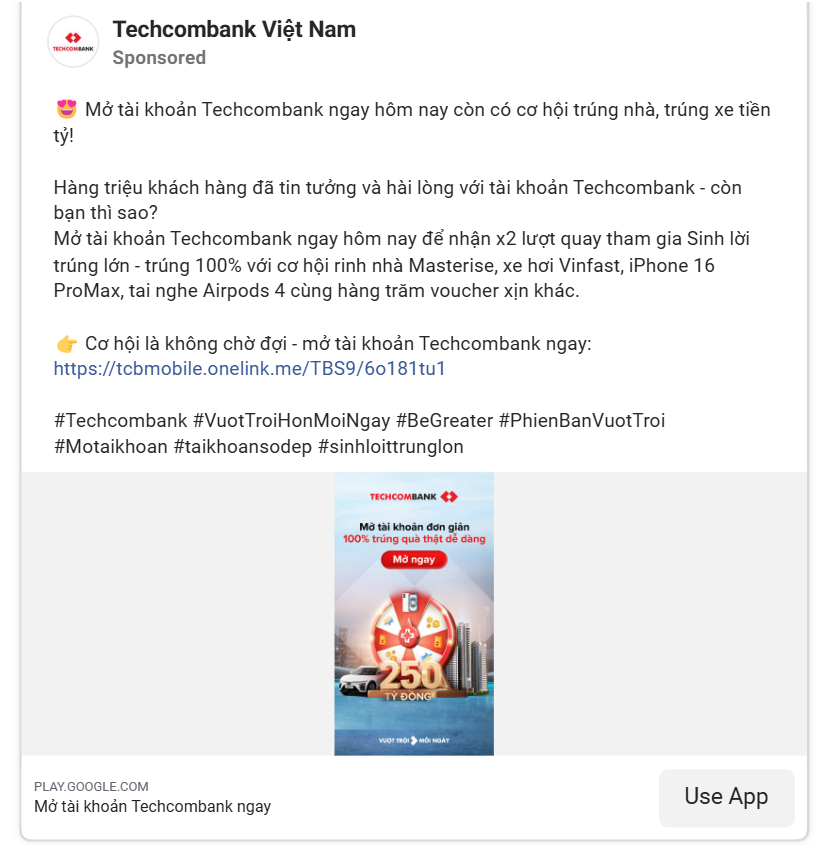 TECHCOMBANK
Techcombank Việt Nam
Sponsored
😍 Mở tài khoản Techcombank ngay hôm nay còn có cơ hội trúng nhà, trúng xe tiền
tỷ!
Hàng triệu khách hàng đã tin tưởng và hài lòng với tài khoản Techcombank - còn
bạn thì sao?
Mở tài khoản Techcombank ngay hôm nay để nhận x2 lượt quay tham gia Sinh lời
trúng lớn - trúng 100% với cơ hội rinh nhà Masterise, xe hơi Vinfast, iPhone 16
ProMax, tai nghe Airpods 4 cùng hàng trăm voucher xịn khác.
👉 Cơ hội là không chờ đợi - mở tài khoản Techcombank ngay:
https://tcbmobile.onelink.me/TBS9/6o181tu1
#Techcombank #VuotTroiHonMoiNgay #BeGreater #PhienBanVuotTroi
#Motaikhoan #taikhoansodep #sinhloittrunglon
TECHCOMBANK
Mở tài khoản đơn giản
100% trúng quà thật dễ dàng
Mở ngay
250
TỶ ĐỒNG
VƯỢT TRỘI MỖI NGÀY
PLAY.GOOGLE.COM
Mở tài khoản Techcombank ngay
Use App